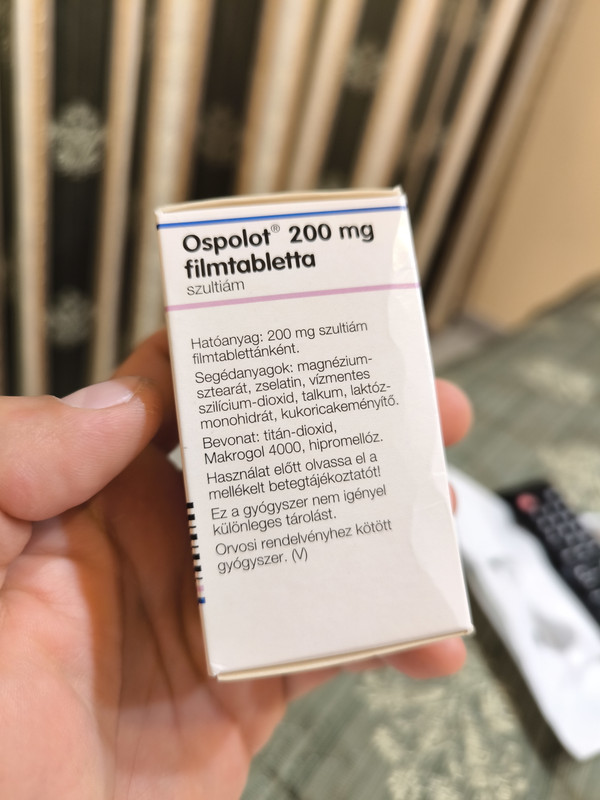 Ospolot® 200 mg
filmtabletta
szultiám
Hatóanyag: 200 mg szultiám
filmtablettánként.
Segédanyagok: magnézium-
sztearát, zselatin, vízmentes
szilícium-dioxid, talkum, laktóz-
monohidrát, kukoricakeményítő.
Bevonat: titán-dioxid,
Makrogol 4000, hipromellóz.
Használat előtt olvassa el a
mellékelt betegtájékoztatót!
Ez a gyógyszer nem igényel
különleges tárolást.
Orvosi rendelvényhez kötött
gyógyszer. (V)